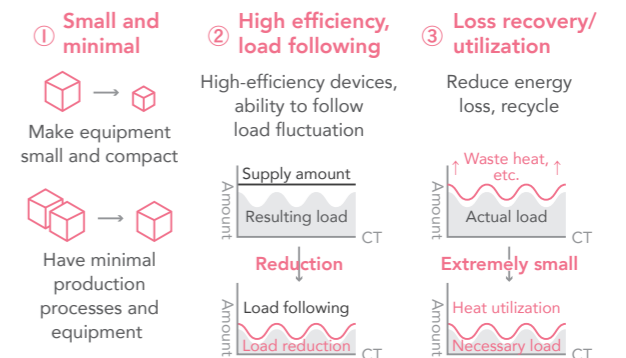 ① Small and
minimal
Make equipment
small and compact
Have minimal
production
processes and
equipment
② High efficiency,
load following
High-efficiency devices,
ability to follow
load fluctuation
Amount
Supply amount
Resulting load
CT
Reduction
Amount
Load following
Load reduction
CT
③ Loss recovery/
utilization
Reduce energy
loss, recycle
Amount
↑ Waste heat, ↑
etc.
Actual load
CT
Extremely small
Amount
Heat utilization
Necessary load
CT